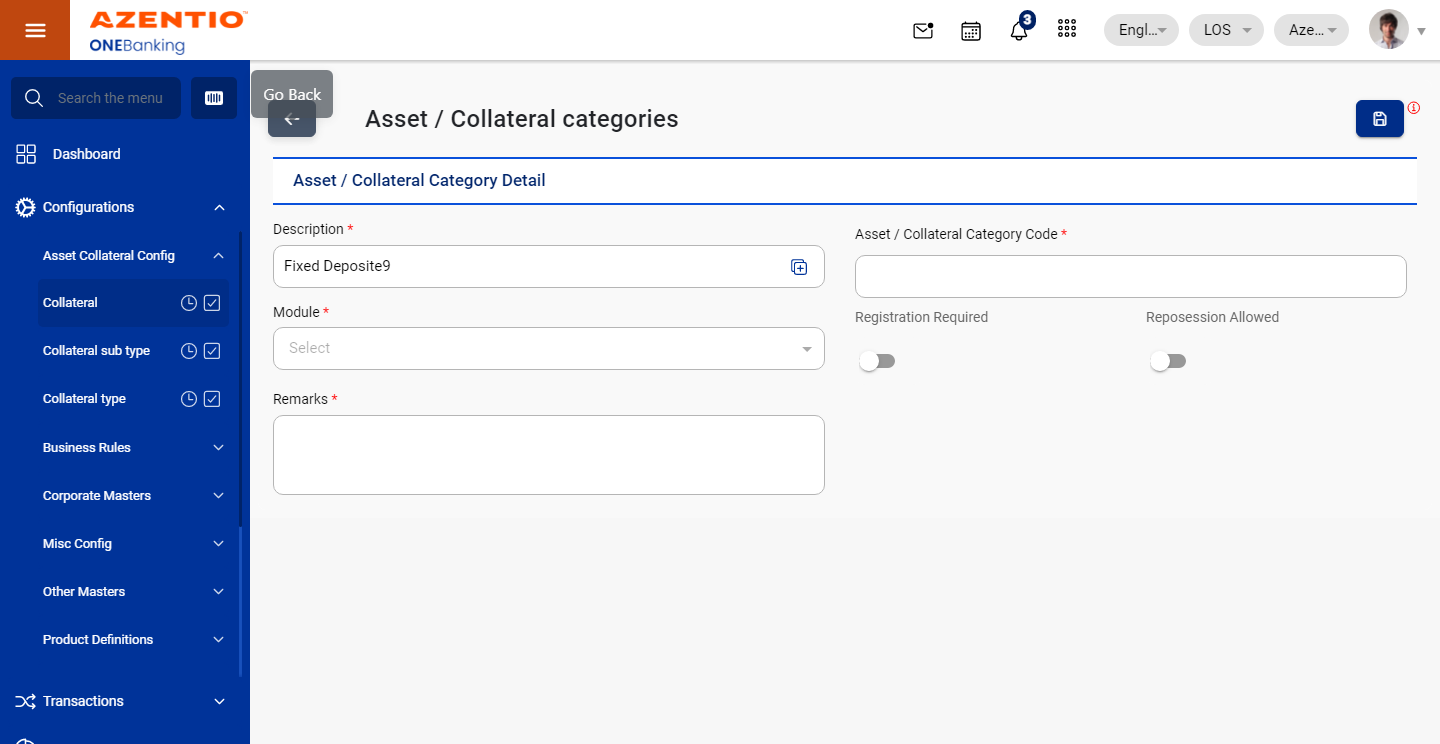 AZENTIO™
ONEBanking
3
Engl...
LOS
Aze...
Search the menu
Go Back
Asset / Collateral categories
Dashboard
Asset / Collateral Category Detail
Configurations
Description *
Asset / Collateral Category Code *
Asset Collateral Config
Fixed Deposite9
Collateral
Module *
Registration Required
Reposession Allowed
Collateral sub type
Select
Collateral type
Remarks *
Business Rules
Corporate Masters
Misc Config
Other Masters
Product Definitions
Transactions